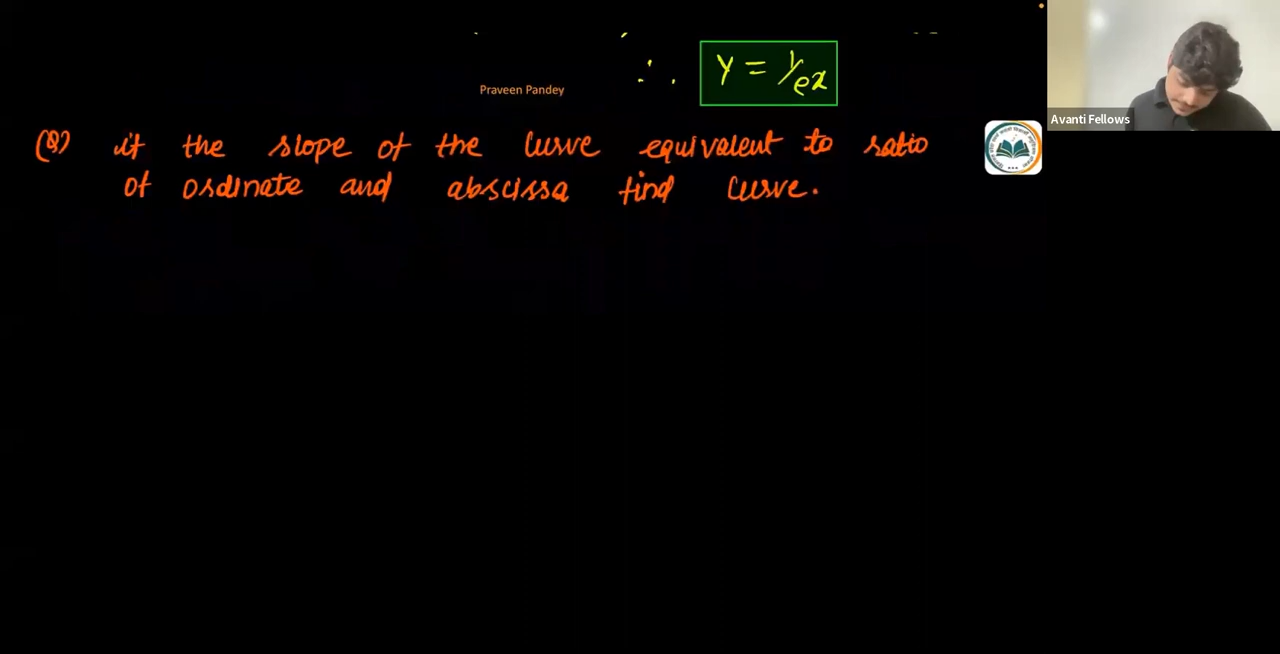 ∴ y = 1/ex
Praveen Pandey
Avanti Fellows
(Q) if the slope of the curve equivalent to ratio
of ordinate and abscissa find curve.